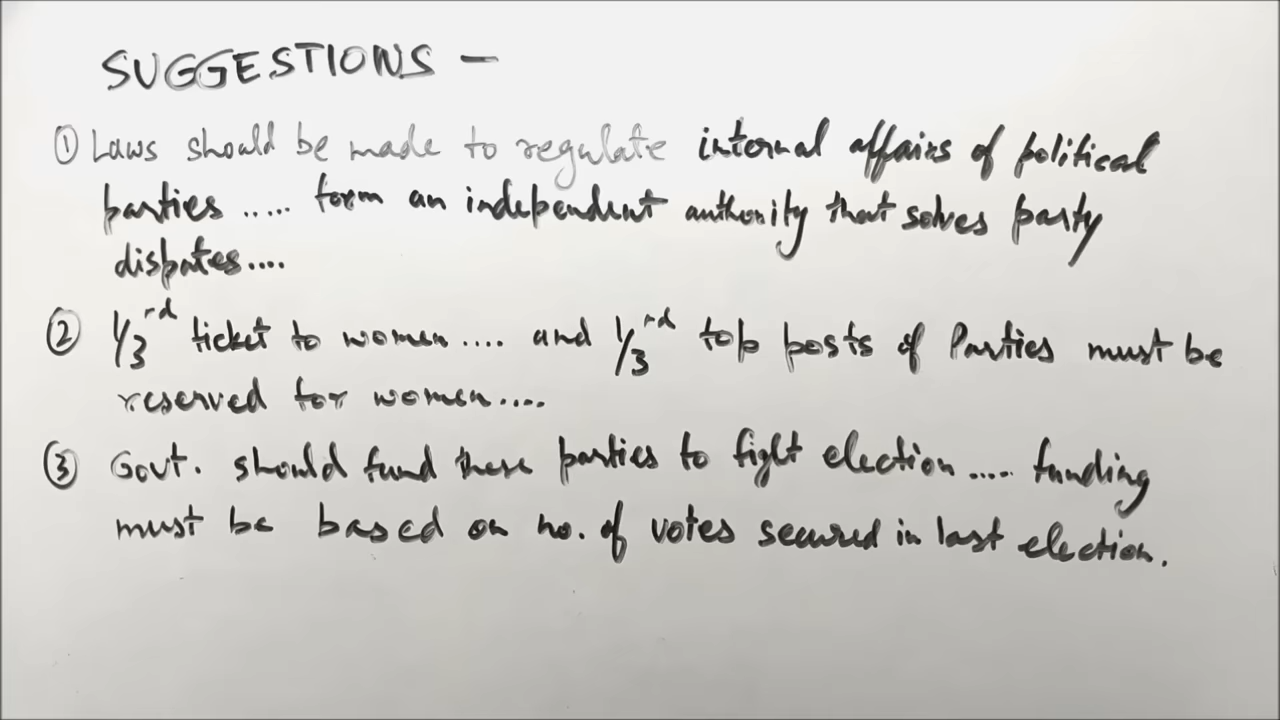 SUGGESTIONS -
① Laws should be made to regulate internal affairs of political
parties ..... form an independent authority that solves party
disputes....
② 1/3rd ticket to women .... and 1/3rd top posts of Parties must be
reserved for women....
③ Govt. should fund these parties to fight election ..... funding
must be based on no. of votes secured in last election.